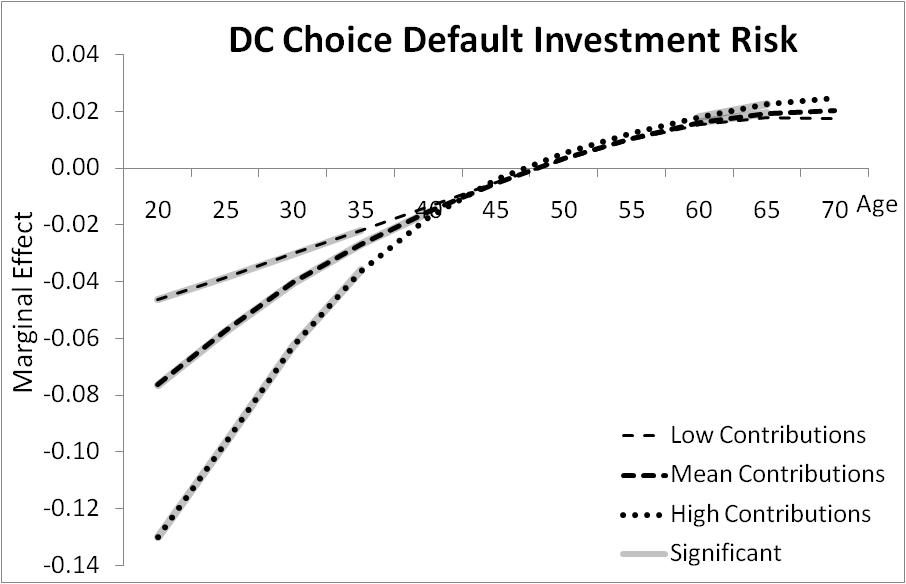 DC Choice Default Investment Risk
0.04
0.02
0.00
-0.02
-0.04
-0.06
-0.08
-0.10
-0.12
-0.14
Marginal Effect
20 25 30 35 40 45 50 55 60 65 70 Age
Low Contributions
Mean Contributions
High Contributions
Significant